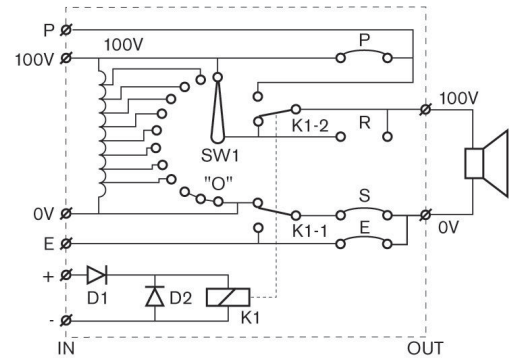 P
P
100V
100V
100V
K1-2
R
SW1
"O"
S
0V
K1-1
0V
E
E
+
D1
D2
K1
-
IN
OUT